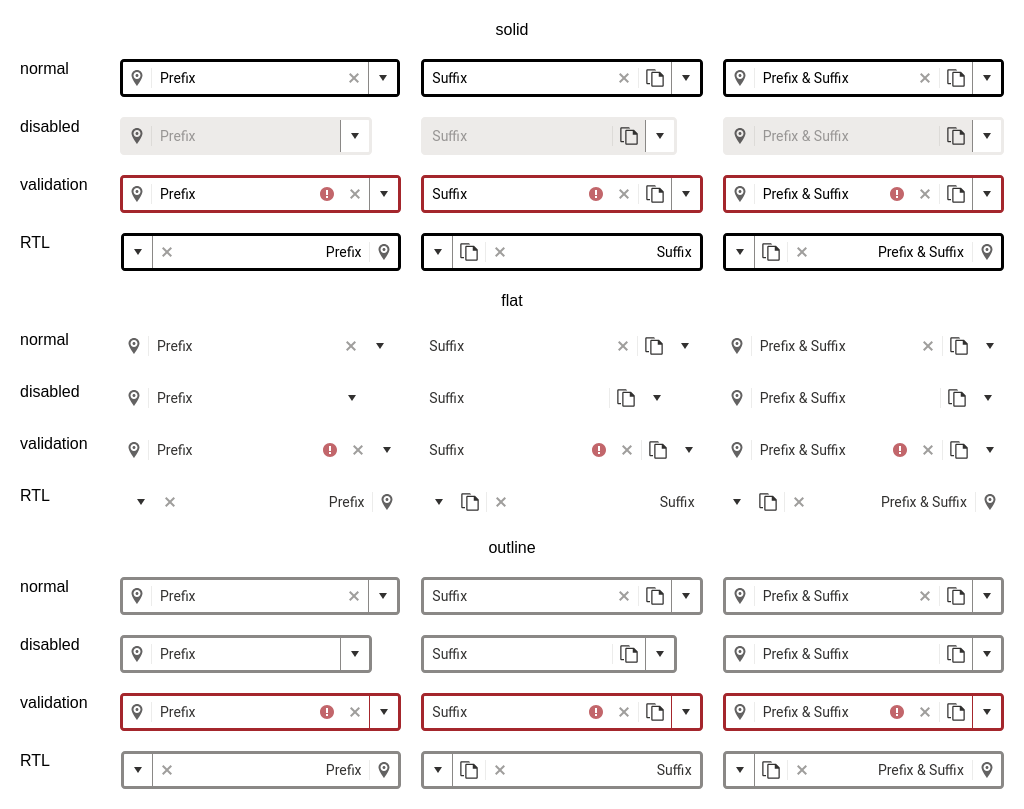 solid
normal Prefix Suffix Prefix & Suffix
disabled Prefix Suffix Prefix & Suffix
validation Prefix Suffix Prefix & Suffix
RTL Prefix Suffix Prefix & Suffix
flat
normal Prefix Suffix Prefix & Suffix
disabled Prefix Suffix Prefix & Suffix
validation Prefix Suffix Prefix & Suffix
RTL Prefix Suffix Prefix & Suffix
outline
normal Prefix Suffix Prefix & Suffix
disabled Prefix Suffix Prefix & Suffix
validation Prefix Suffix Prefix & Suffix
RTL Prefix Suffix Prefix & Suffix